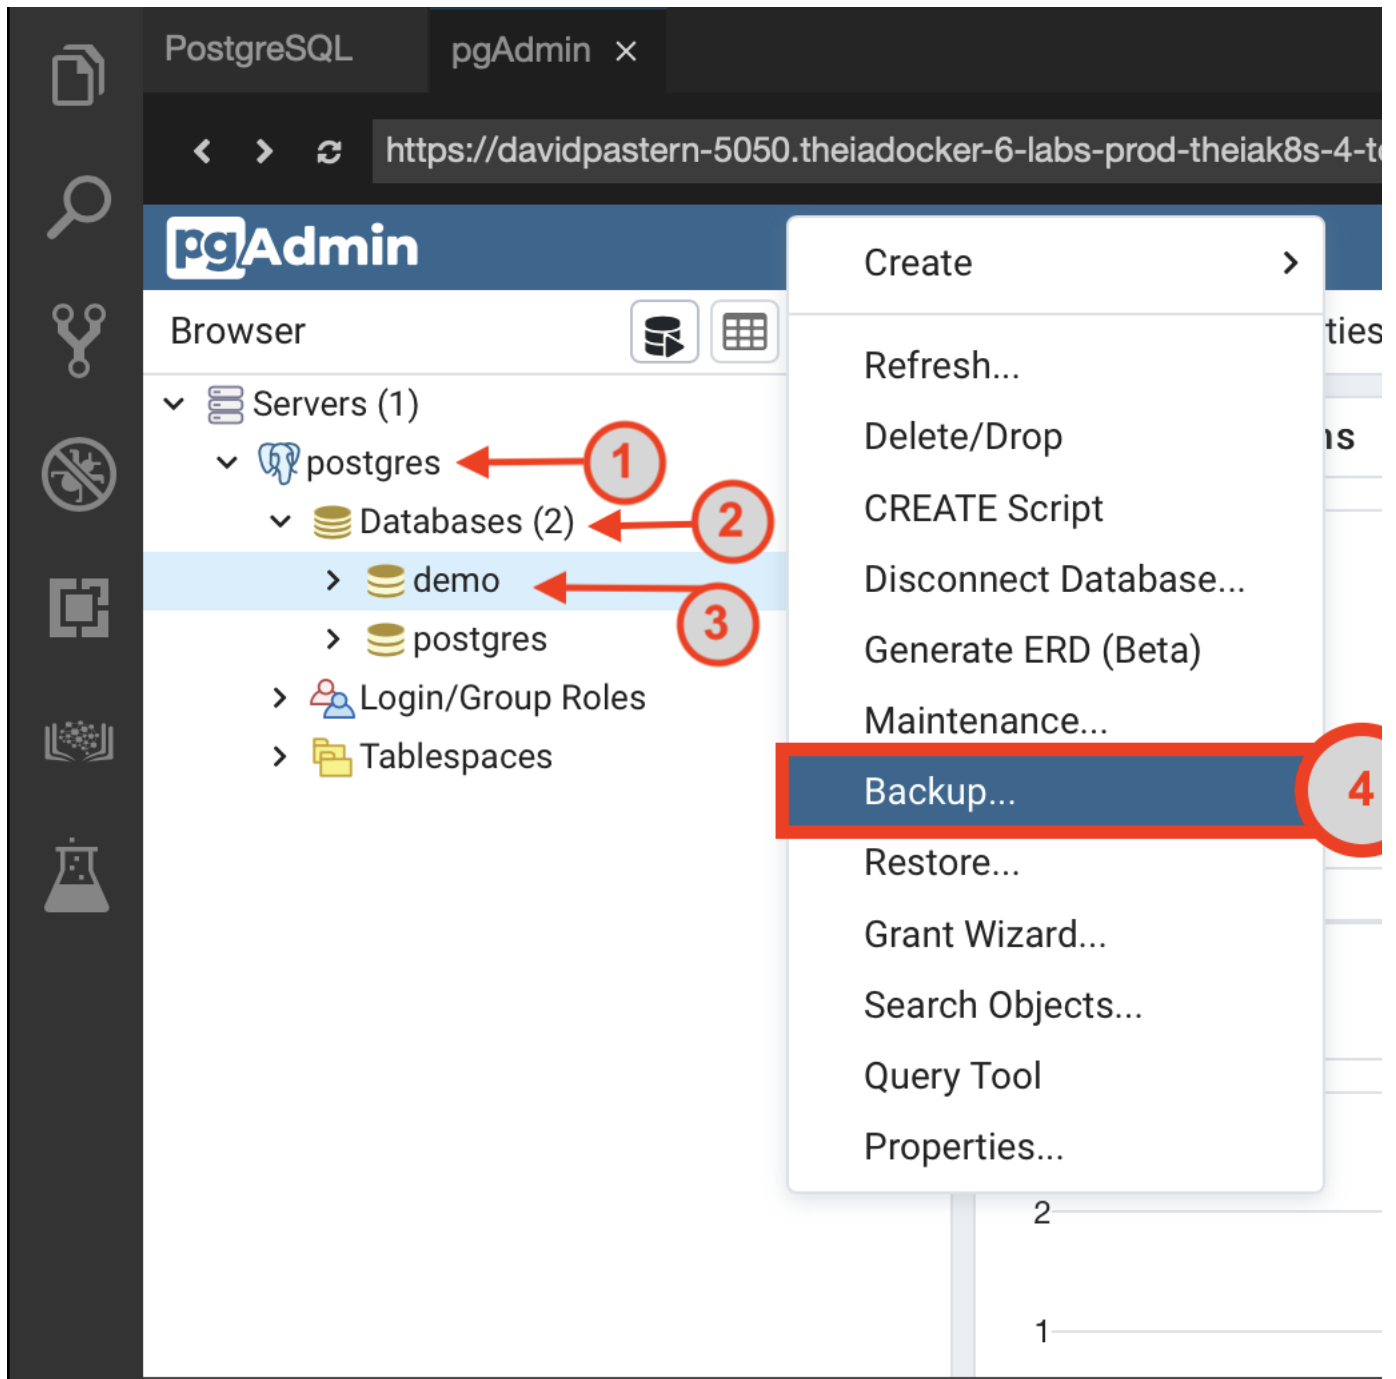 PostgreSQL
pgAdmin
https://davidpastern-5050.theiadocker-6-labs-prod-theiak8s-4-t
pgAdmin
Browser
Servers (1)
postgres
1
Databases (2)
2
demo
3
postgres
Login/Group Roles
Tablespaces
Create
Refresh...
Delete/Drop
CREATE Script
Disconnect Database...
Generate ERD (Beta)
Maintenance...
Backup...
4
Restore...
Grant Wizard...
Search Objects...
Query Tool
Properties...
ties
s
2
1